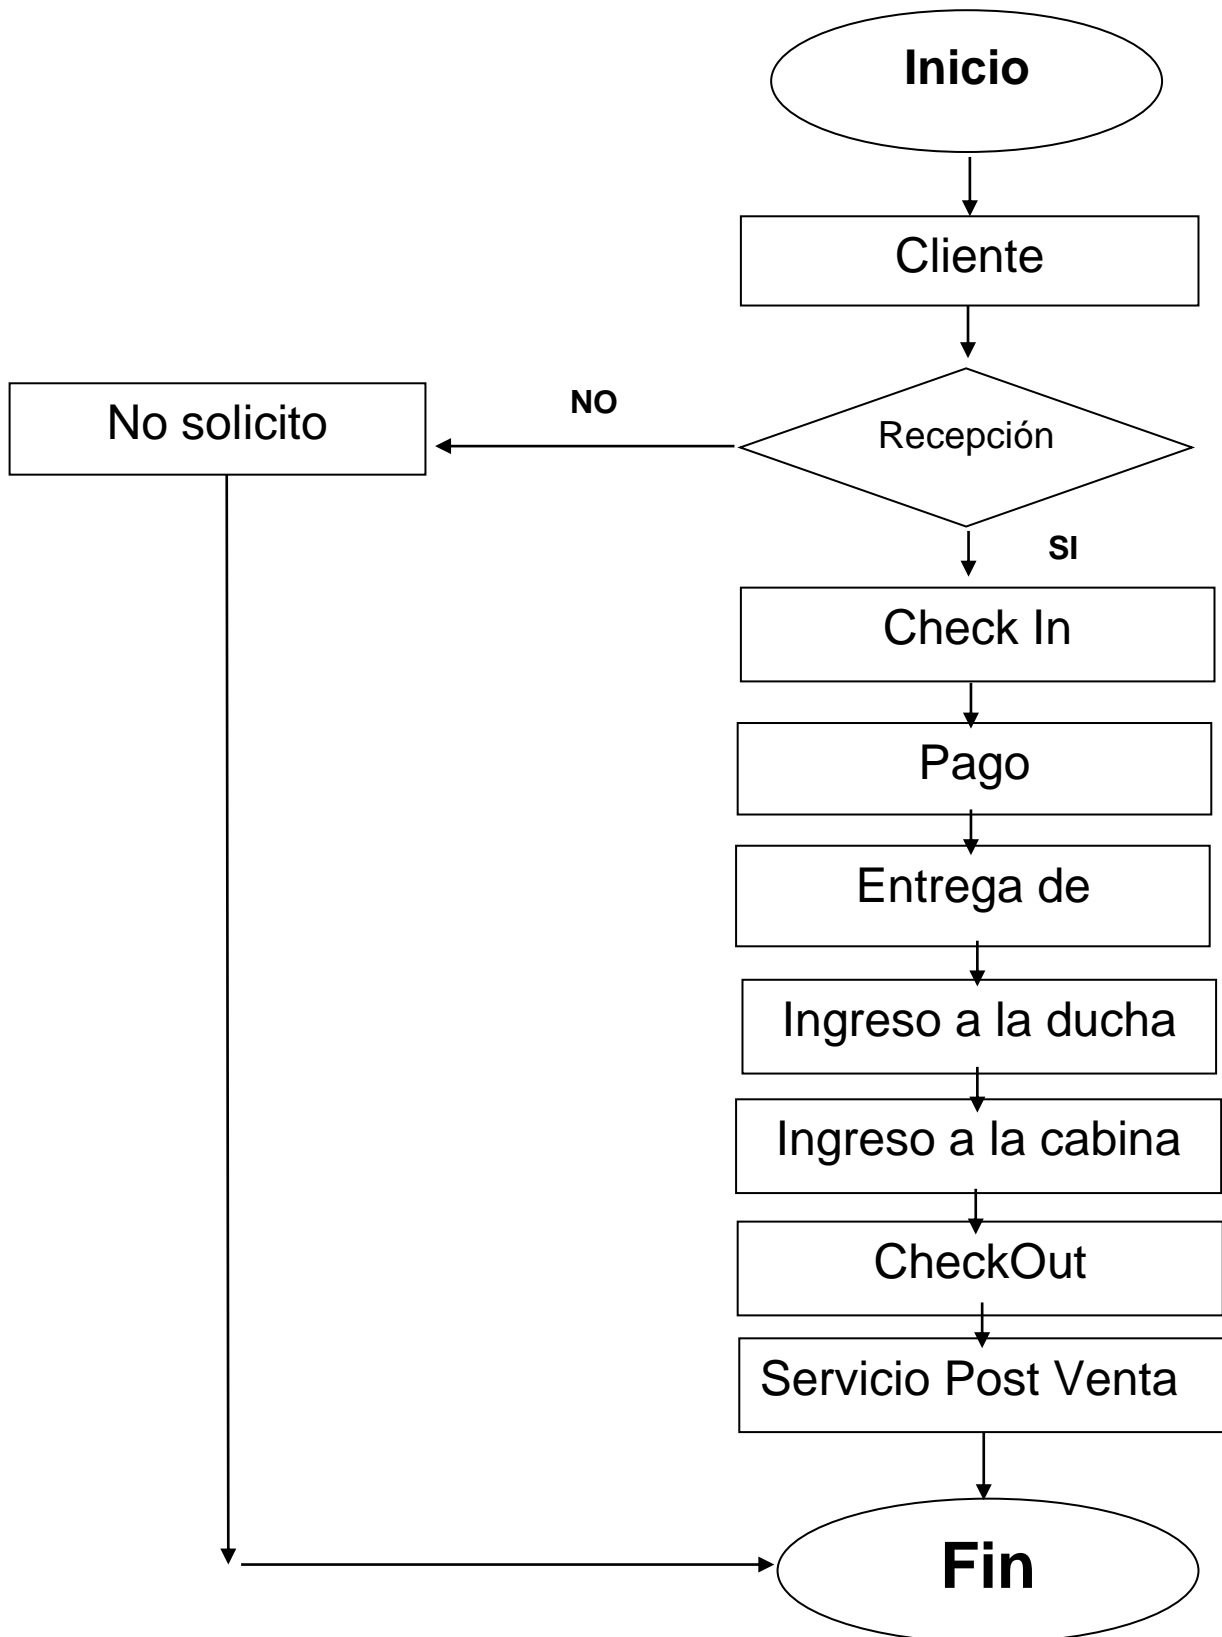 Inicio
Cliente
No solicito
NO
Recepción
SI
Check In
Pago
Entrega de
Ingreso a la ducha
Ingreso a la cabina
CheckOut
Servicio Post Venta
Fin